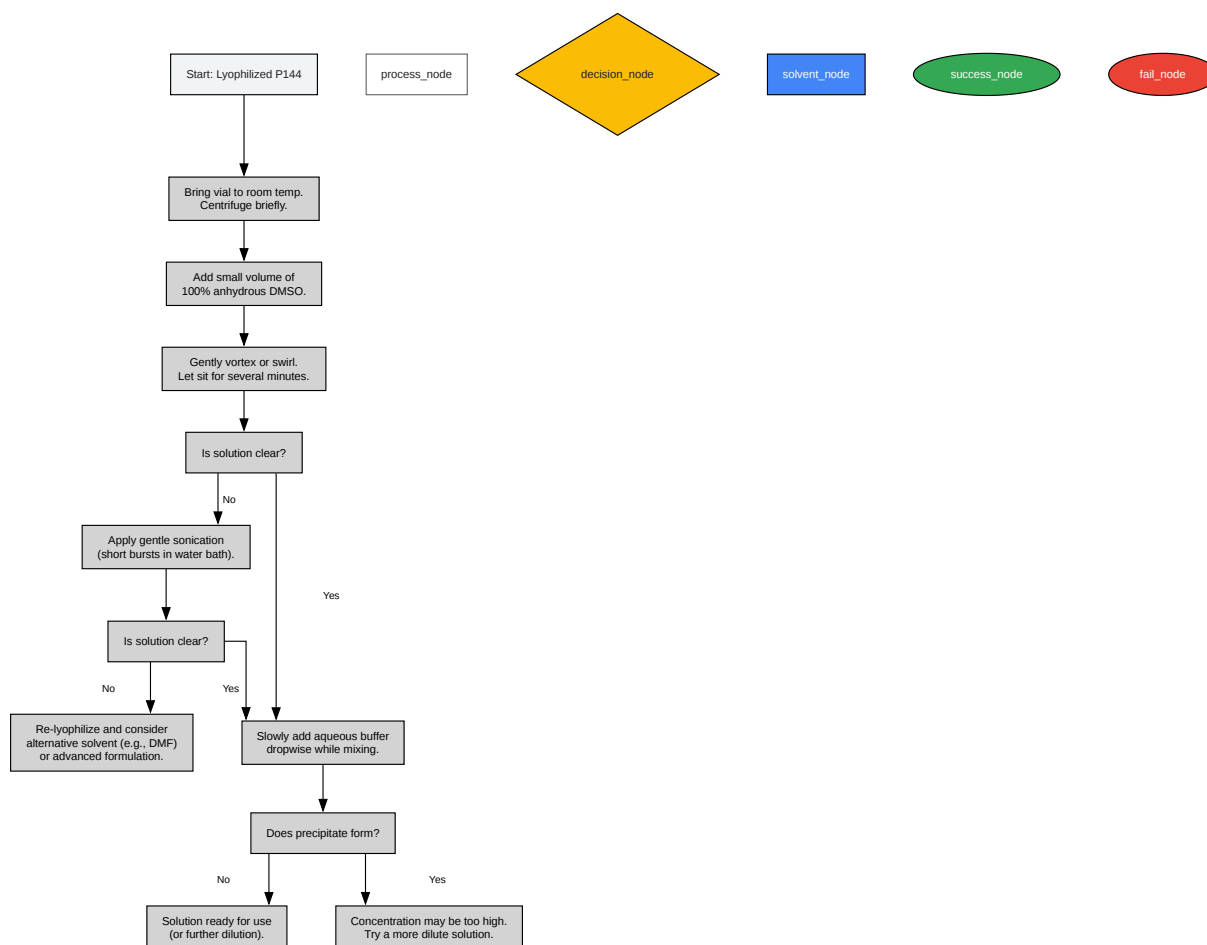 Start: Lyophilized P144
process_node
decision_node
solvent_node
success_node
fail_node
Bring vial to room temp.
Centrifuge briefly.
Add small volume of
100% anhydrous DMSO.
Gently vortex or swirl.
Let sit for several minutes.
Is solution clear?
No
Apply gentle sonication
(short bursts in water bath).
Yes
Is solution clear?
No
Yes
Re-lyophilize and consider
alternative solvent (e.g., DMF)
or advanced formulation.
Slowly add aqueous buffer
dropwise while mixing.
Does precipitate form?
No
Yes
Solution ready for use
(or further dilution).
Concentration may be too high.
Try a more dilute solution.